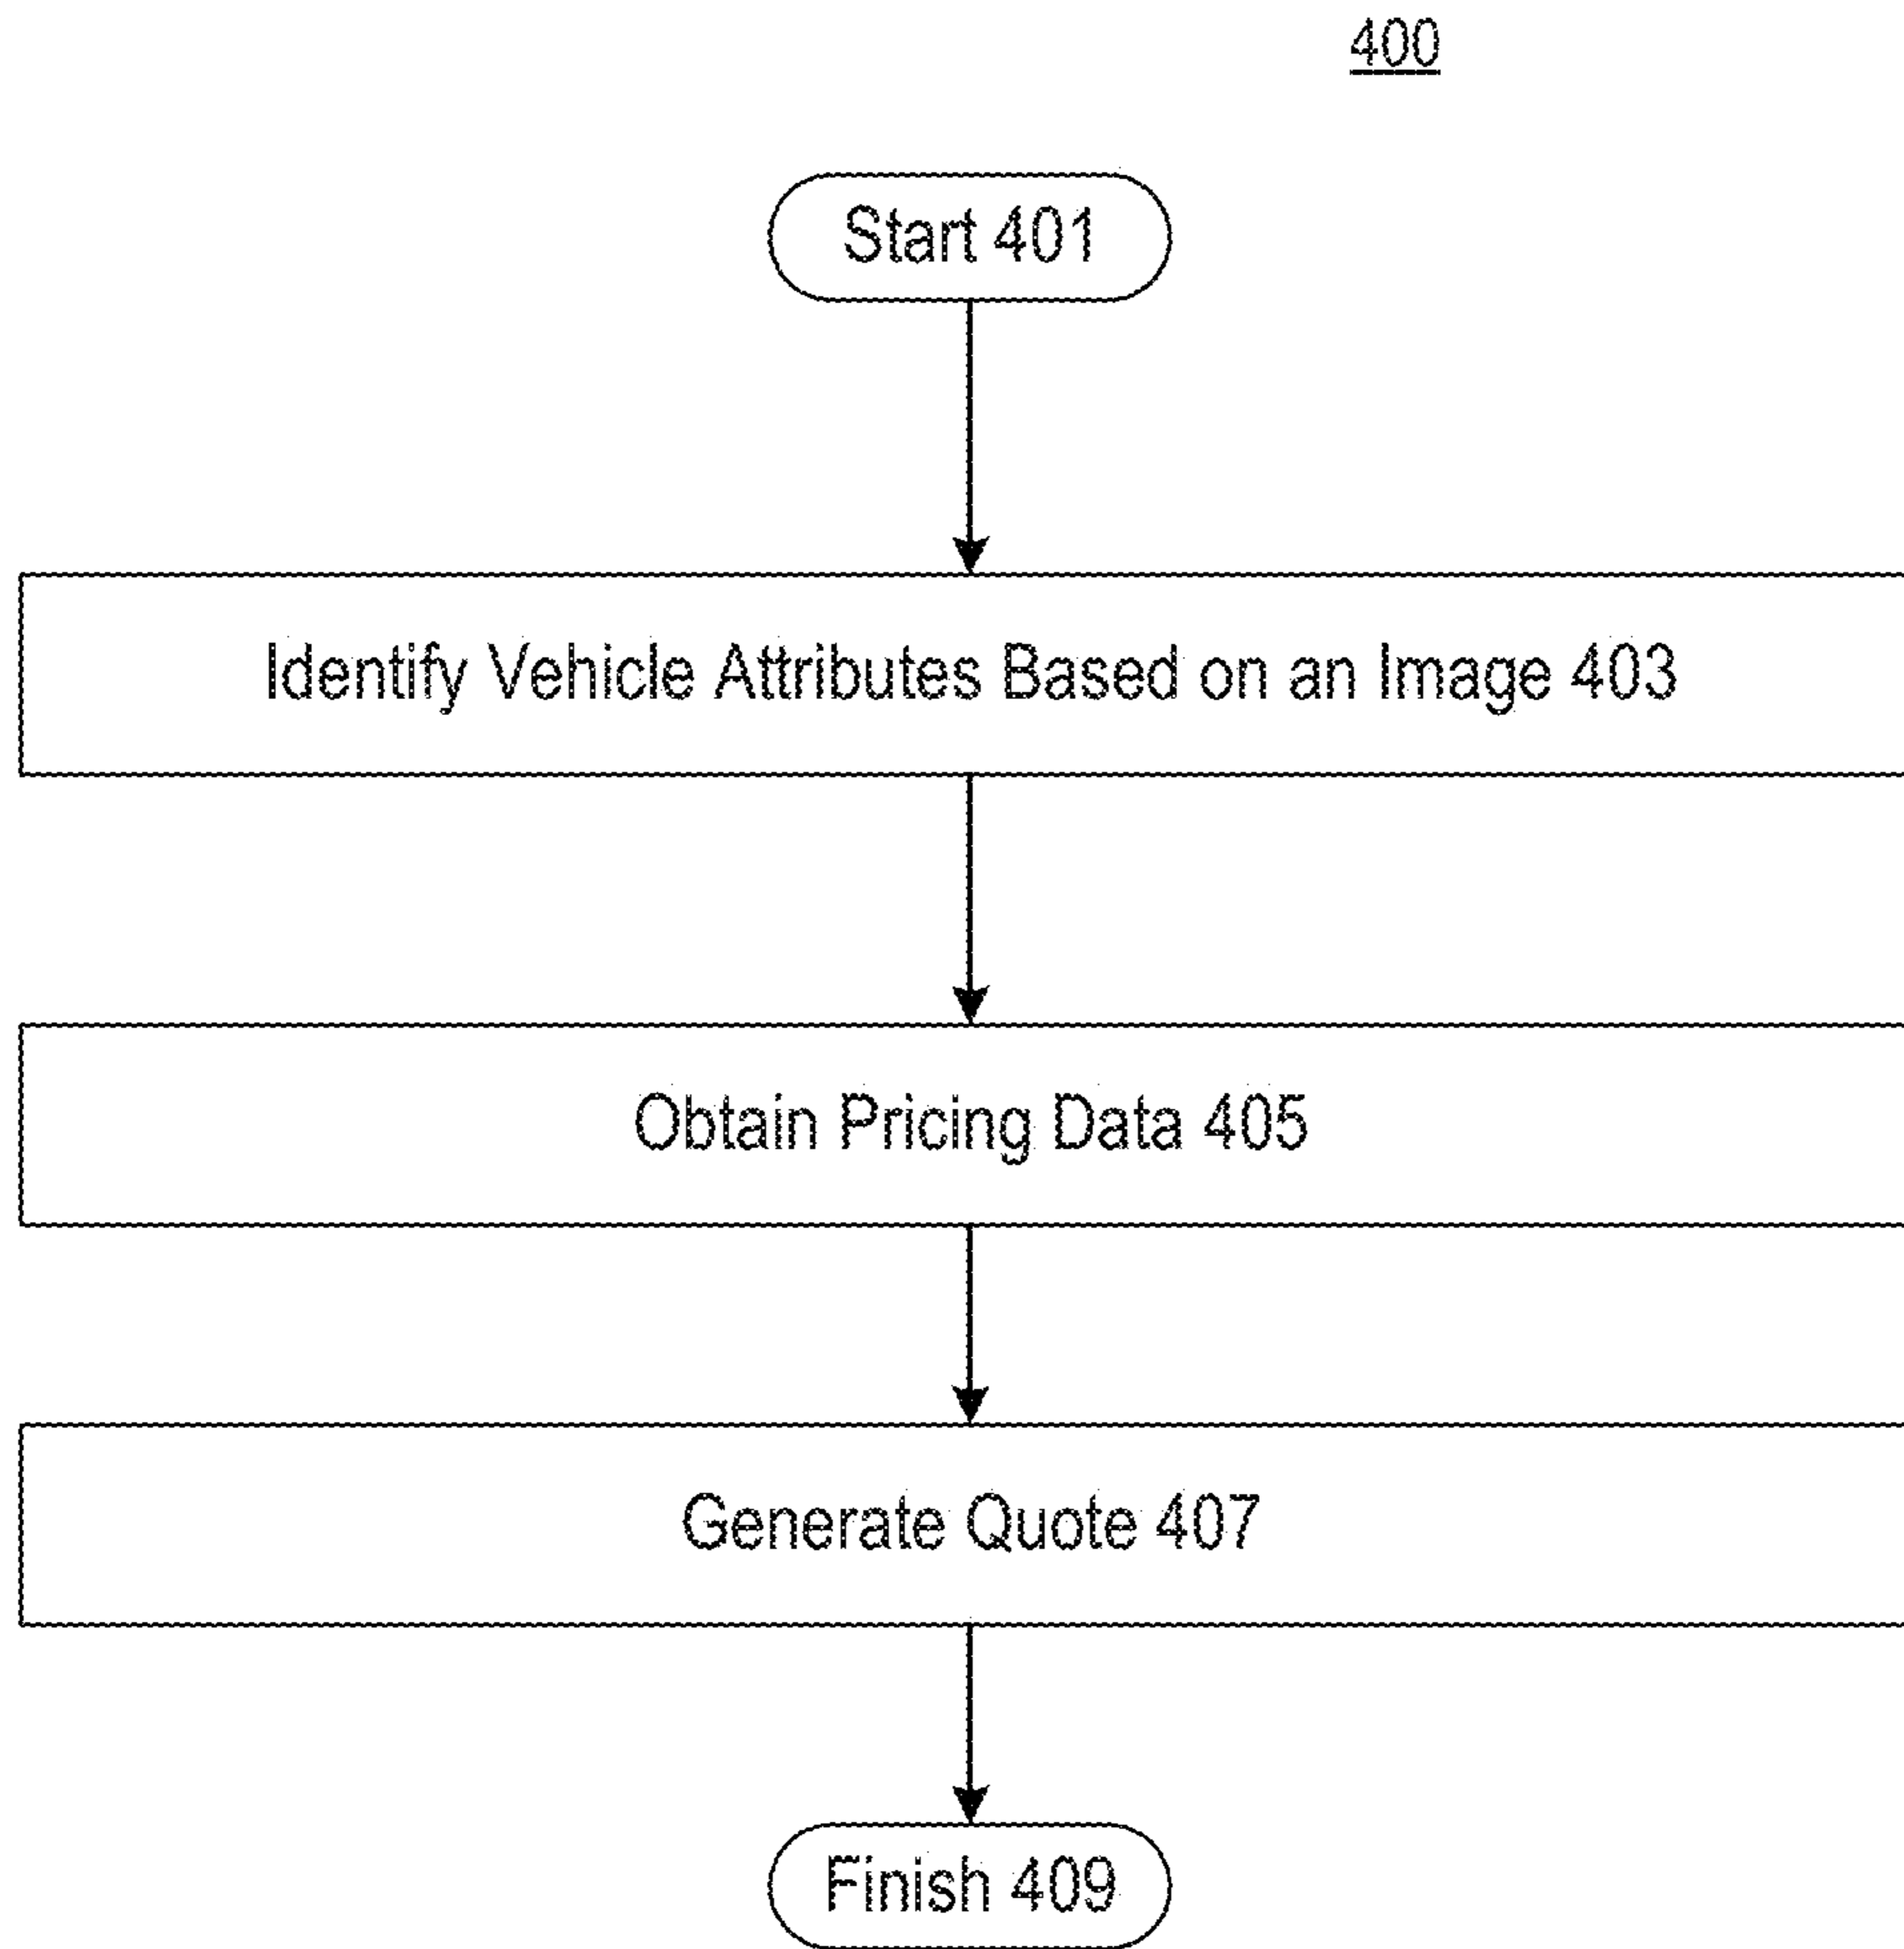 400
Start 401
Identify Vehicle Attributes Based on an Image 403
Obtain Pricing Data 405
Generate Quote 407
Finish 409